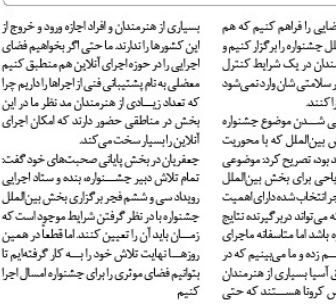 ضایی را فراهم کنیم که هم
لل جشنواره را برگزار کنیم و
مندان در یک شرایط کنترل
سلامتی شان وارد نمی‌شود
ا کنند.
ی شدن موضوع جشنواره
ش بین‌الملل که با محوریت
د بود، تصریح کرد: موضوعی
باحی برای بخش بین‌الملل
جر انتخاب شده دارای اهمیت
که می‌تواند دربرگیرنده نتایج
ه باشد اما متاسفانه ماجرای
م زده و ما می‌بینیم که در
ق آسیا بسیاری از هنرمندان
س کرونا هستند که حتی
بسیاری از هنرمندان و افراد اجازه ورود و خروج از
این کشورها را ندارند. ما حتی اگر بخواهیم فضای
اجرایی را در حوزه اجرای آنلاین هم منطبق کنیم
معضلی به نام پشتیبانی فنی از اجراها را داریم چرا
که تعداد زیادی از هنرمندان مد نظر ما در این
بخش در مناطقی حضور دارند که امکان اجرای
آنلاین را بسیار سخت می‌کند.
جعفریان در بخش پایانی صحبت‌های خود گفت:
تمام تلاش دبیر جشنواره، بنده و ستاد اجرایی
رویداد سی و ششم فجر برگزاری بخش بین‌الملل
جشنواره با در نظر گرفتن شرایط موجود است که
زمان باید آن را تعیین کنند. اما قطعاً در همین
روزها نهایت تلاش خود را به کار گرفته‌ایم تا
بتوانیم فضای موثری را برای جشنواره امسال اجرا
کنیم